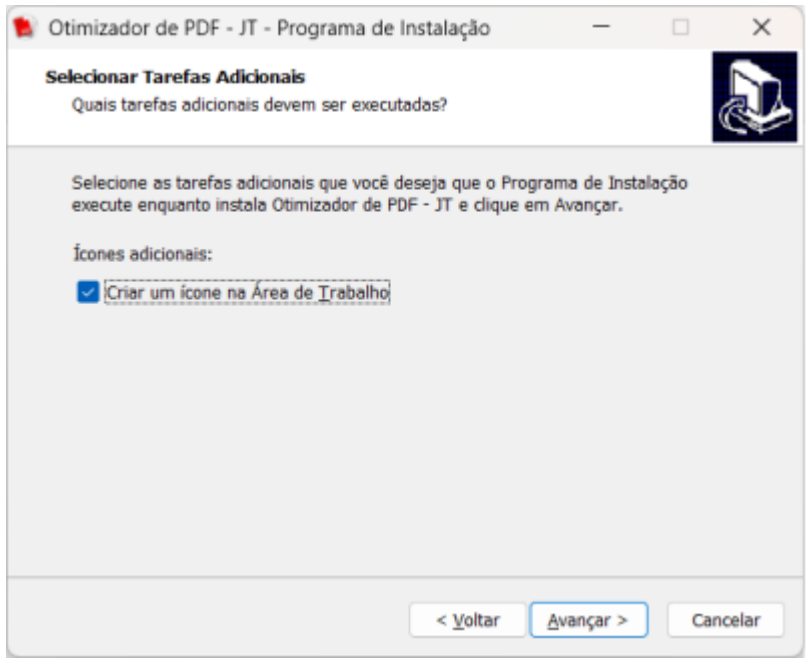 Otimizador de PDF - JT - Programa de Instalação
Selecionar Tarefas Adicionais
Quais tarefas adicionais devem ser executadas?
Selecione as tarefas adicionais que você deseja que o Programa de Instalação
execute enquanto instala Otimizador de PDF - JT e clique em Avançar.
Ícones adicionais:
Criar um ícone na Área de Trabalho
< Voltar
Avançar >
Cancelar